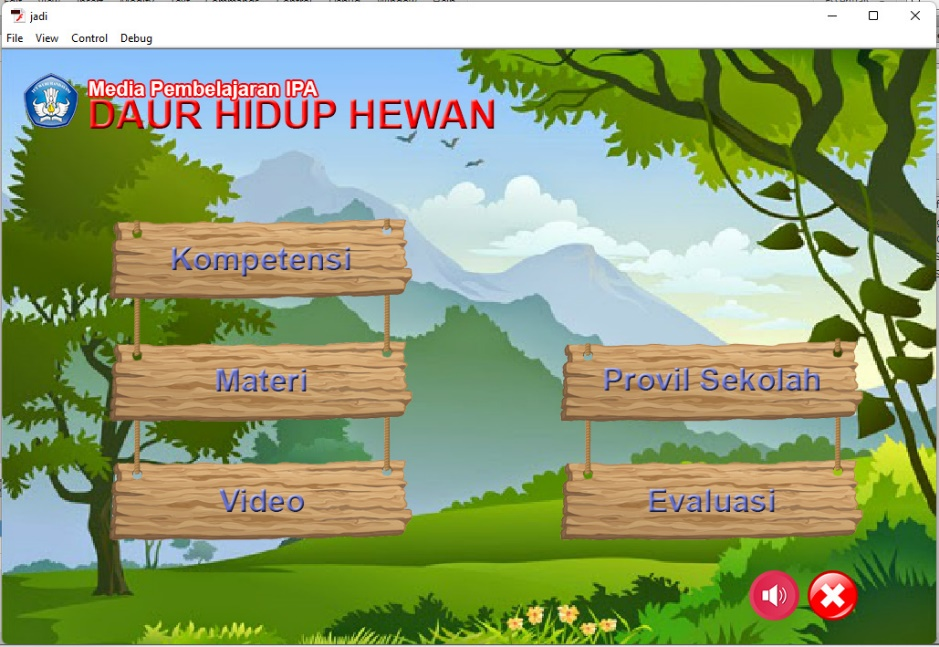 jadi
File View Control Debug
Media Pembelajaran IPA
DAUR HIDUP HEWAN
Kompetensi
Materi
Video
Provil Sekolah
Evaluasi